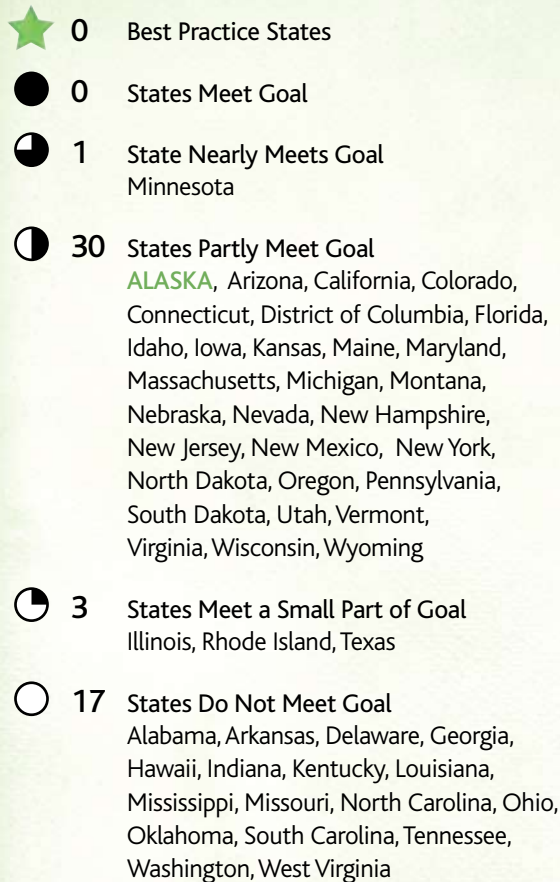 0 Best Practice States
0 States Meet Goal
1 State Nearly Meets Goal
Minnesota
30 States Partly Meet Goal
ALASKA, Arizona, California, Colorado,
Connecticut, District of Columbia, Florida,
Idaho, Iowa, Kansas, Maine, Maryland,
Massachusetts, Michigan, Montana,
Nebraska, Nevada, New Hampshire,
New Jersey, New Mexico, New York,
North Dakota, Oregon, Pennsylvania,
South Dakota, Utah, Vermont,
Virginia, Wisconsin, Wyoming
3 States Meet a Small Part of Goal
Illinois, Rhode Island, Texas
17 States Do Not Meet Goal
Alabama, Arkansas, Delaware, Georgia,
Hawaii, Indiana, Kentucky, Louisiana,
Mississippi, Missouri, North Carolina, Ohio,
Oklahoma, South Carolina, Tennessee,
Washington, West Virginia